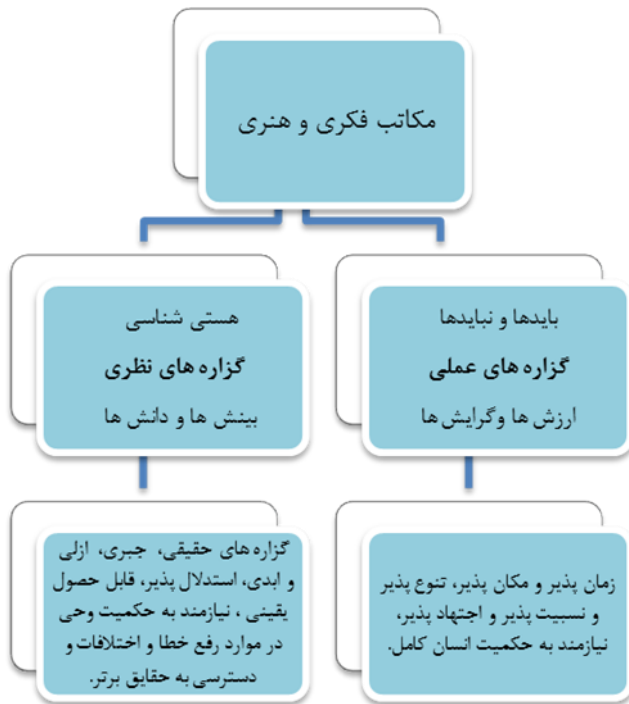 مکاتب فکری و هنری
بایدها و نبایدها
گزاره های عملی
ارزش ها وگرایش ها
هستی شناسی
گزاره های نظری
بینش ها و دانش ها
زمان پذیر و مکان پذیر، تنوع پذیر
و نسبیت پذیر و اجتهاد پذیر،
نیازمند به حکمیت انسان کامل.
گزاره های حقیقی، جبری، ازلی
و ابدی، استدلال پذیر، قابل حصول
یقینی ، نیازمند به حکمیت وحی
در موارد رفع خطا و اختلافات و
دسترسی به حقایق برتر.